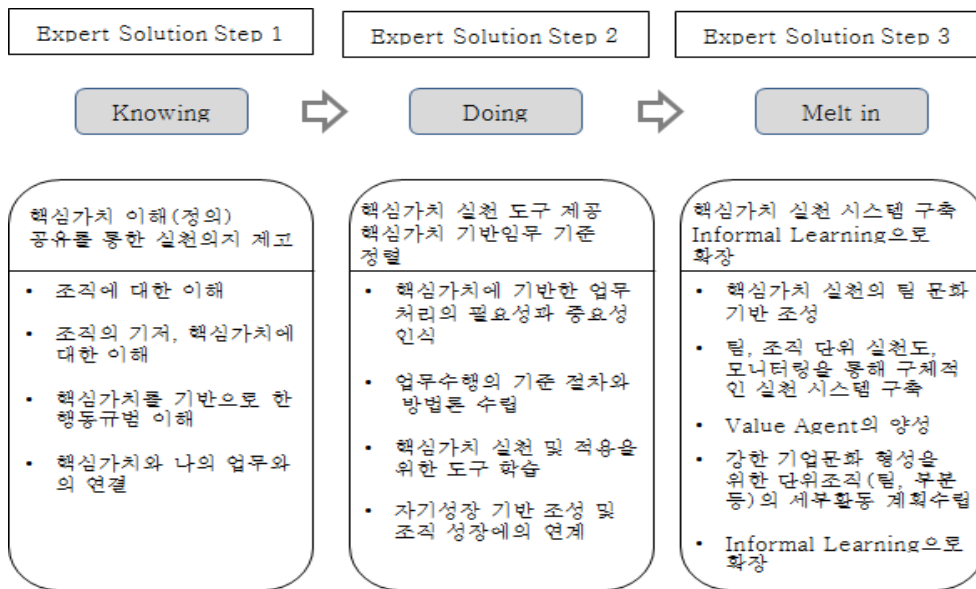 Expert Solution Step 1
Expert Solution Step 2
Expert Solution Step 3
Knowing
Doing
Melt in
핵심가치 이해(정의)
공유를 통한 실천의지 제고
• 조직에 대한 이해
• 조직의 기저, 핵심가치에
대한 이해
• 핵심가치를 기반으로 한
행동규범 이해
• 핵심가치와 나의 업무와
의 연결
핵심가치 실천 도구 제공
핵심가치 기반임무 기준
정렬
• 핵심가치에 기반한 업무
처리의 필요성과 중요성
인식
• 업무수행의 기준 절차와
방법론 수립
• 핵심가치 실천 및 적용을
위한 도구 학습
• 자기성장 기반 조성 및
조직 성장에의 연계
핵심가치 실천 시스템 구축
Informal Learning으로
확장
• 핵심가치 실천의 팀 문화
기반 조성
• 팀, 조직 단위 실천도,
모니터링을 통해 구체적
인 실천 시스템 구축
• Value Agent의 양성
• 강한 기업문화 형성을
위한 단위조직(팀, 부분
등)의 세부활동 계획수립
• Informal Learning으로
확장